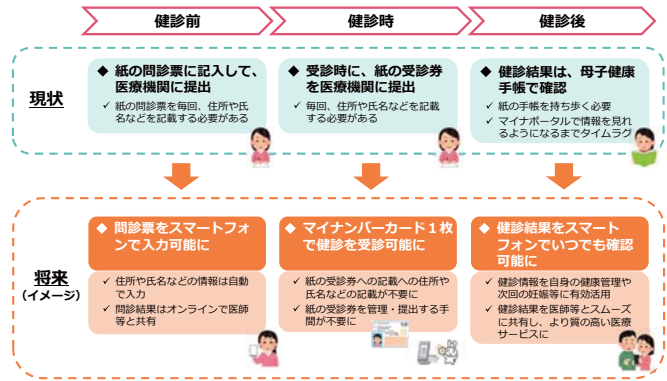 健診前
健診時
健診後
現状
◆ 紙の問診票に記入して、
医療機関に提出
✓ 紙の問診票を毎回、住所や氏
名などを記載する必要がある
◆ 受診時に、紙の受診券
を医療機関に提出
✓ 毎回、住所や氏名などを記載
する必要がある
◆ 健診結果は、母子健康
手帳で確認
✓ 紙の手帳を持ち歩く必要
✓ マイナポータルで情報を見れ
るようになるまでタイムラグ
将来
（イメージ）
◆ 問診票をスマートフォ
ンで入力可能に
✓ 住所や氏名などの情報は自動
で入力
✓ 問診結果はオンラインで医師
等と共有
◆ マイナンバーカード１枚
で健診を受診可能に
✓ 紙の受診券への記載への住所や
氏名などの記載が不要に
✓ 紙の受診券を管理・提出する手
間が不要に
◆ 健診結果をスマート
フォンでいつでも確認
可能に
✓ 健診情報を自身の健康管理や
次回の妊娠等に有効活用
✓ 健診結果を医師等とスムーズ
に共有し、より質の高い医療
サービスに